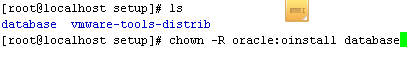 [root@localhost setup]# ls
database  vmware-tools-distrib
[root@localhost setup]# chown -R oracle:oinstall database